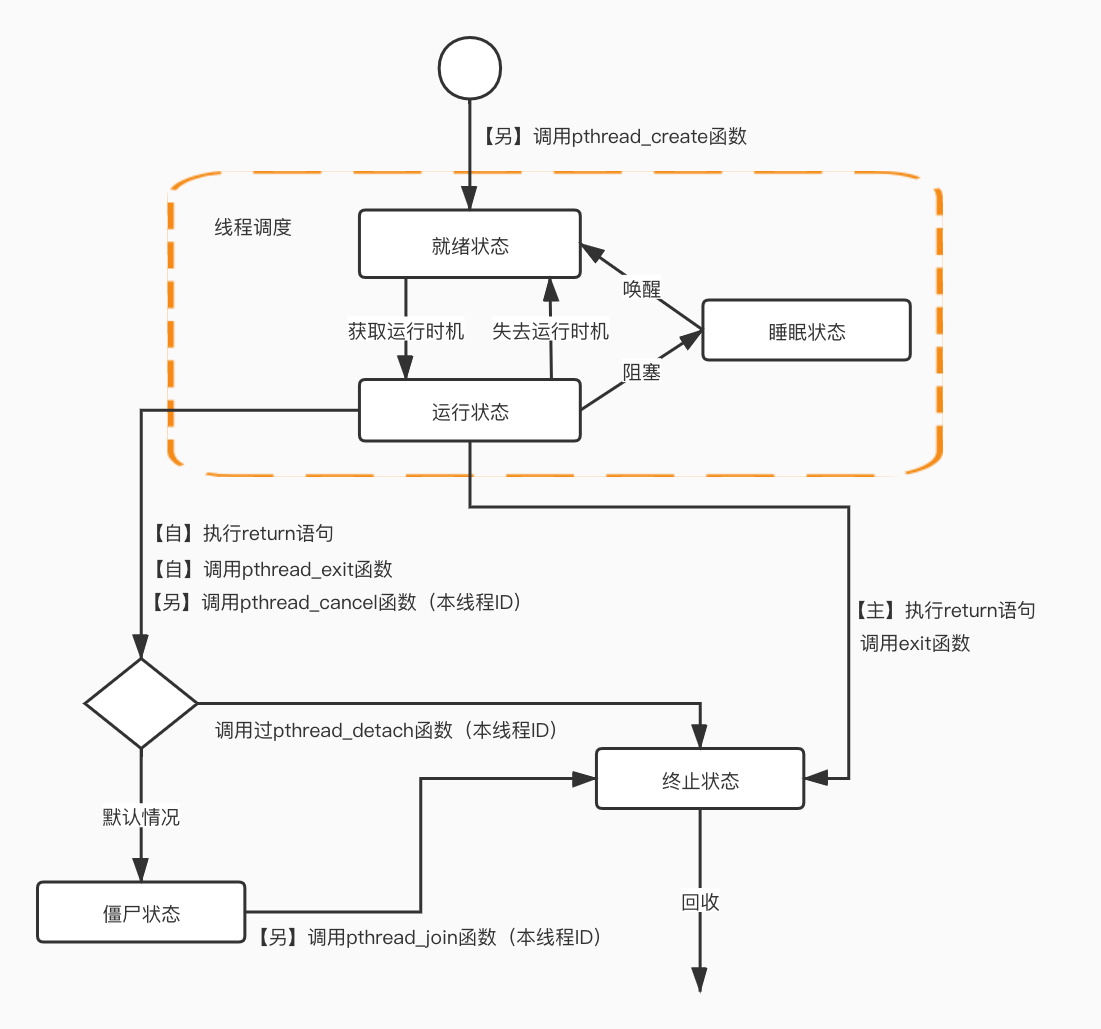 【另】调用pthread_create函数
线程调度
就绪状态
唤醒
获取运行时机
失去运行时机
睡眠状态
阻塞
运行状态
【自】执行return语句
【自】调用pthread_exit函数
【另】调用pthread_cancel函数（本线程ID）
【主】执行return语句
调用exit函数
调用过pthread_detach函数（本线程ID）
终止状态
默认情况
回收
僵尸状态
【另】调用pthread_join函数（本线程ID）